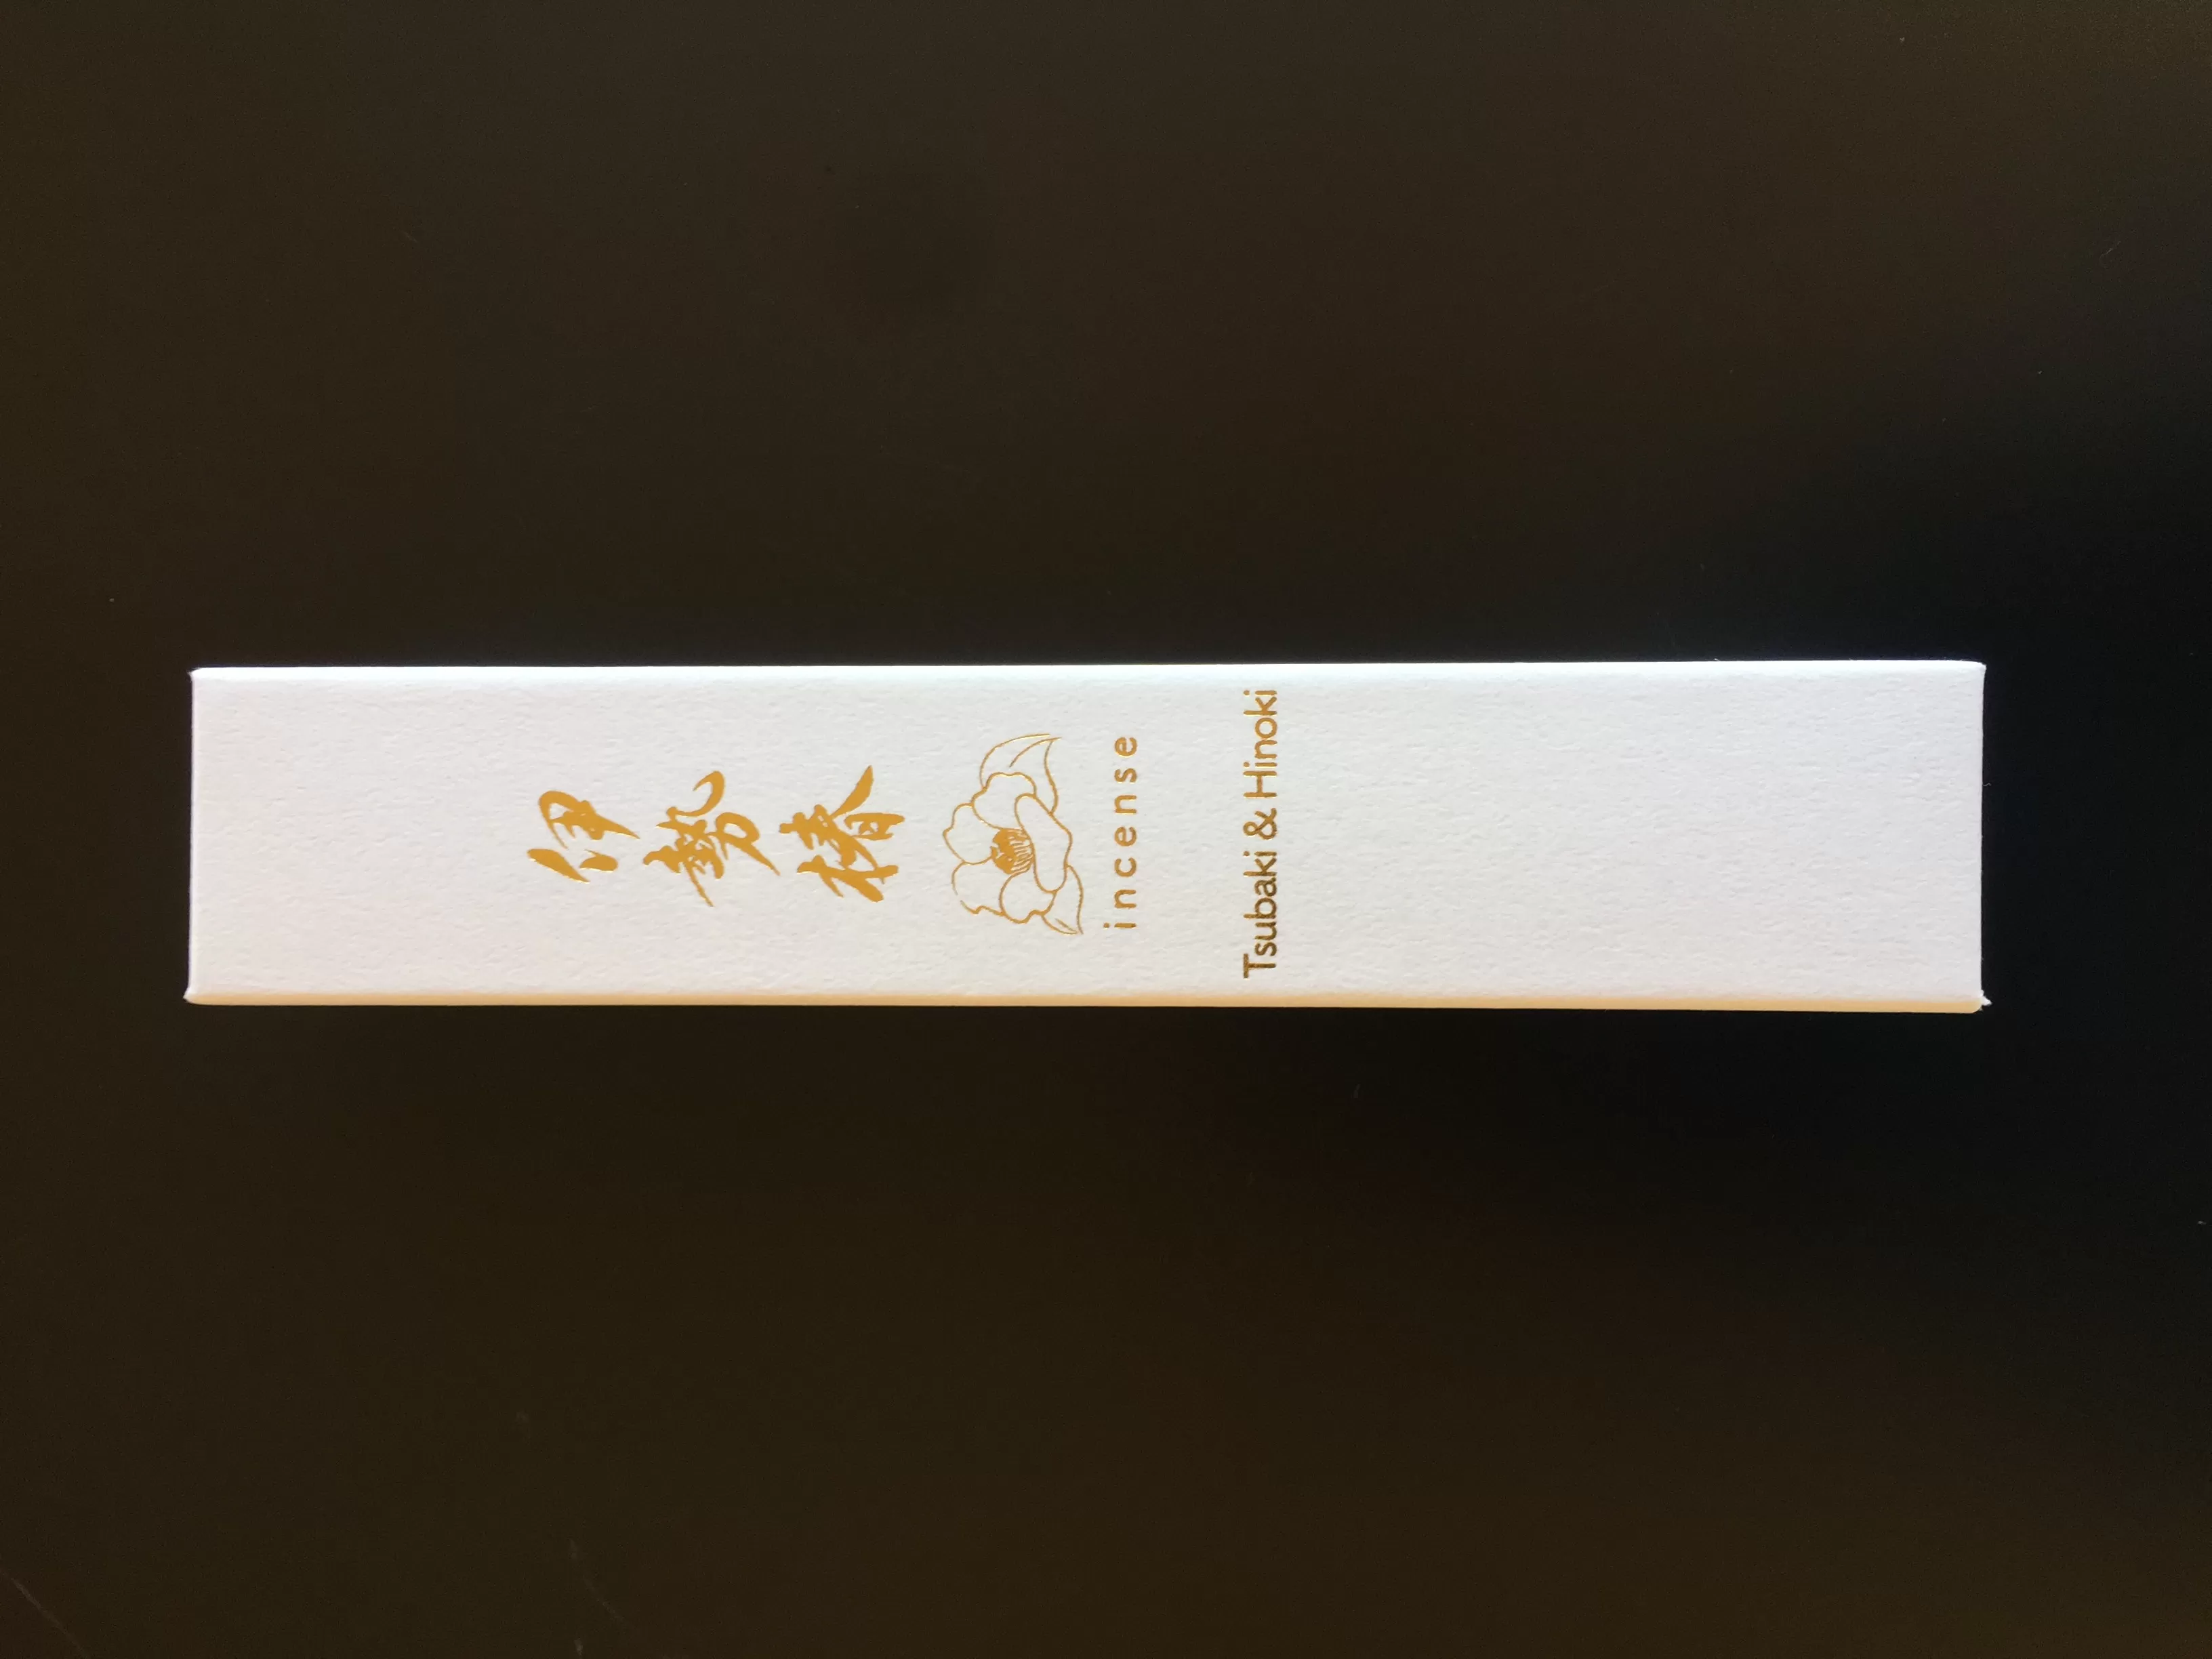 伊勢椿
incense
Tsubaki & Hinoki